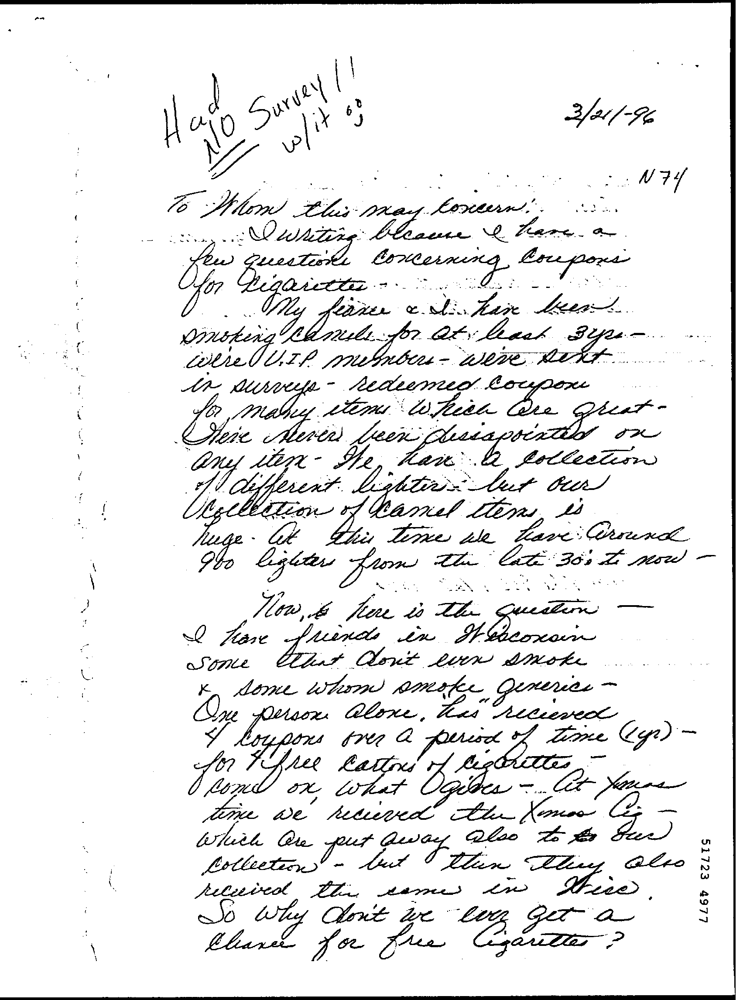 Had
NO Survey!!
w/it
3/21/-96
N74
To Whom this may Concern:
I writing because I have a
few questions concerning Coupons
for Cigarettes -
My fiance & I have been
smoking Camels for at least 3yrs -
we're V.I.P. members - weve sent
in surveys - redeemed coupons
for many items which are great -
Have never been dissapointed on
any item - We have a collection
of different lighters - but our
collection of Camel items is
huge. At this time we have around
900 lighters from the late 30's to now -
Now, here is the question -
I have friends in Wisconsin
some that don't even smoke
& some whom smoke generics -
One person alone, "has" recieved
4 coupons over a period of time (1yr) -
for 4 free cartons of cigarettes -
come on what gives - At Xmas
time we recieved the Xmas Cig -
which are put away also to our
collection - but then they also
recieved the same in Wisc.
So why don't we ever get a
chance for free Cigarettes?
51723 4977